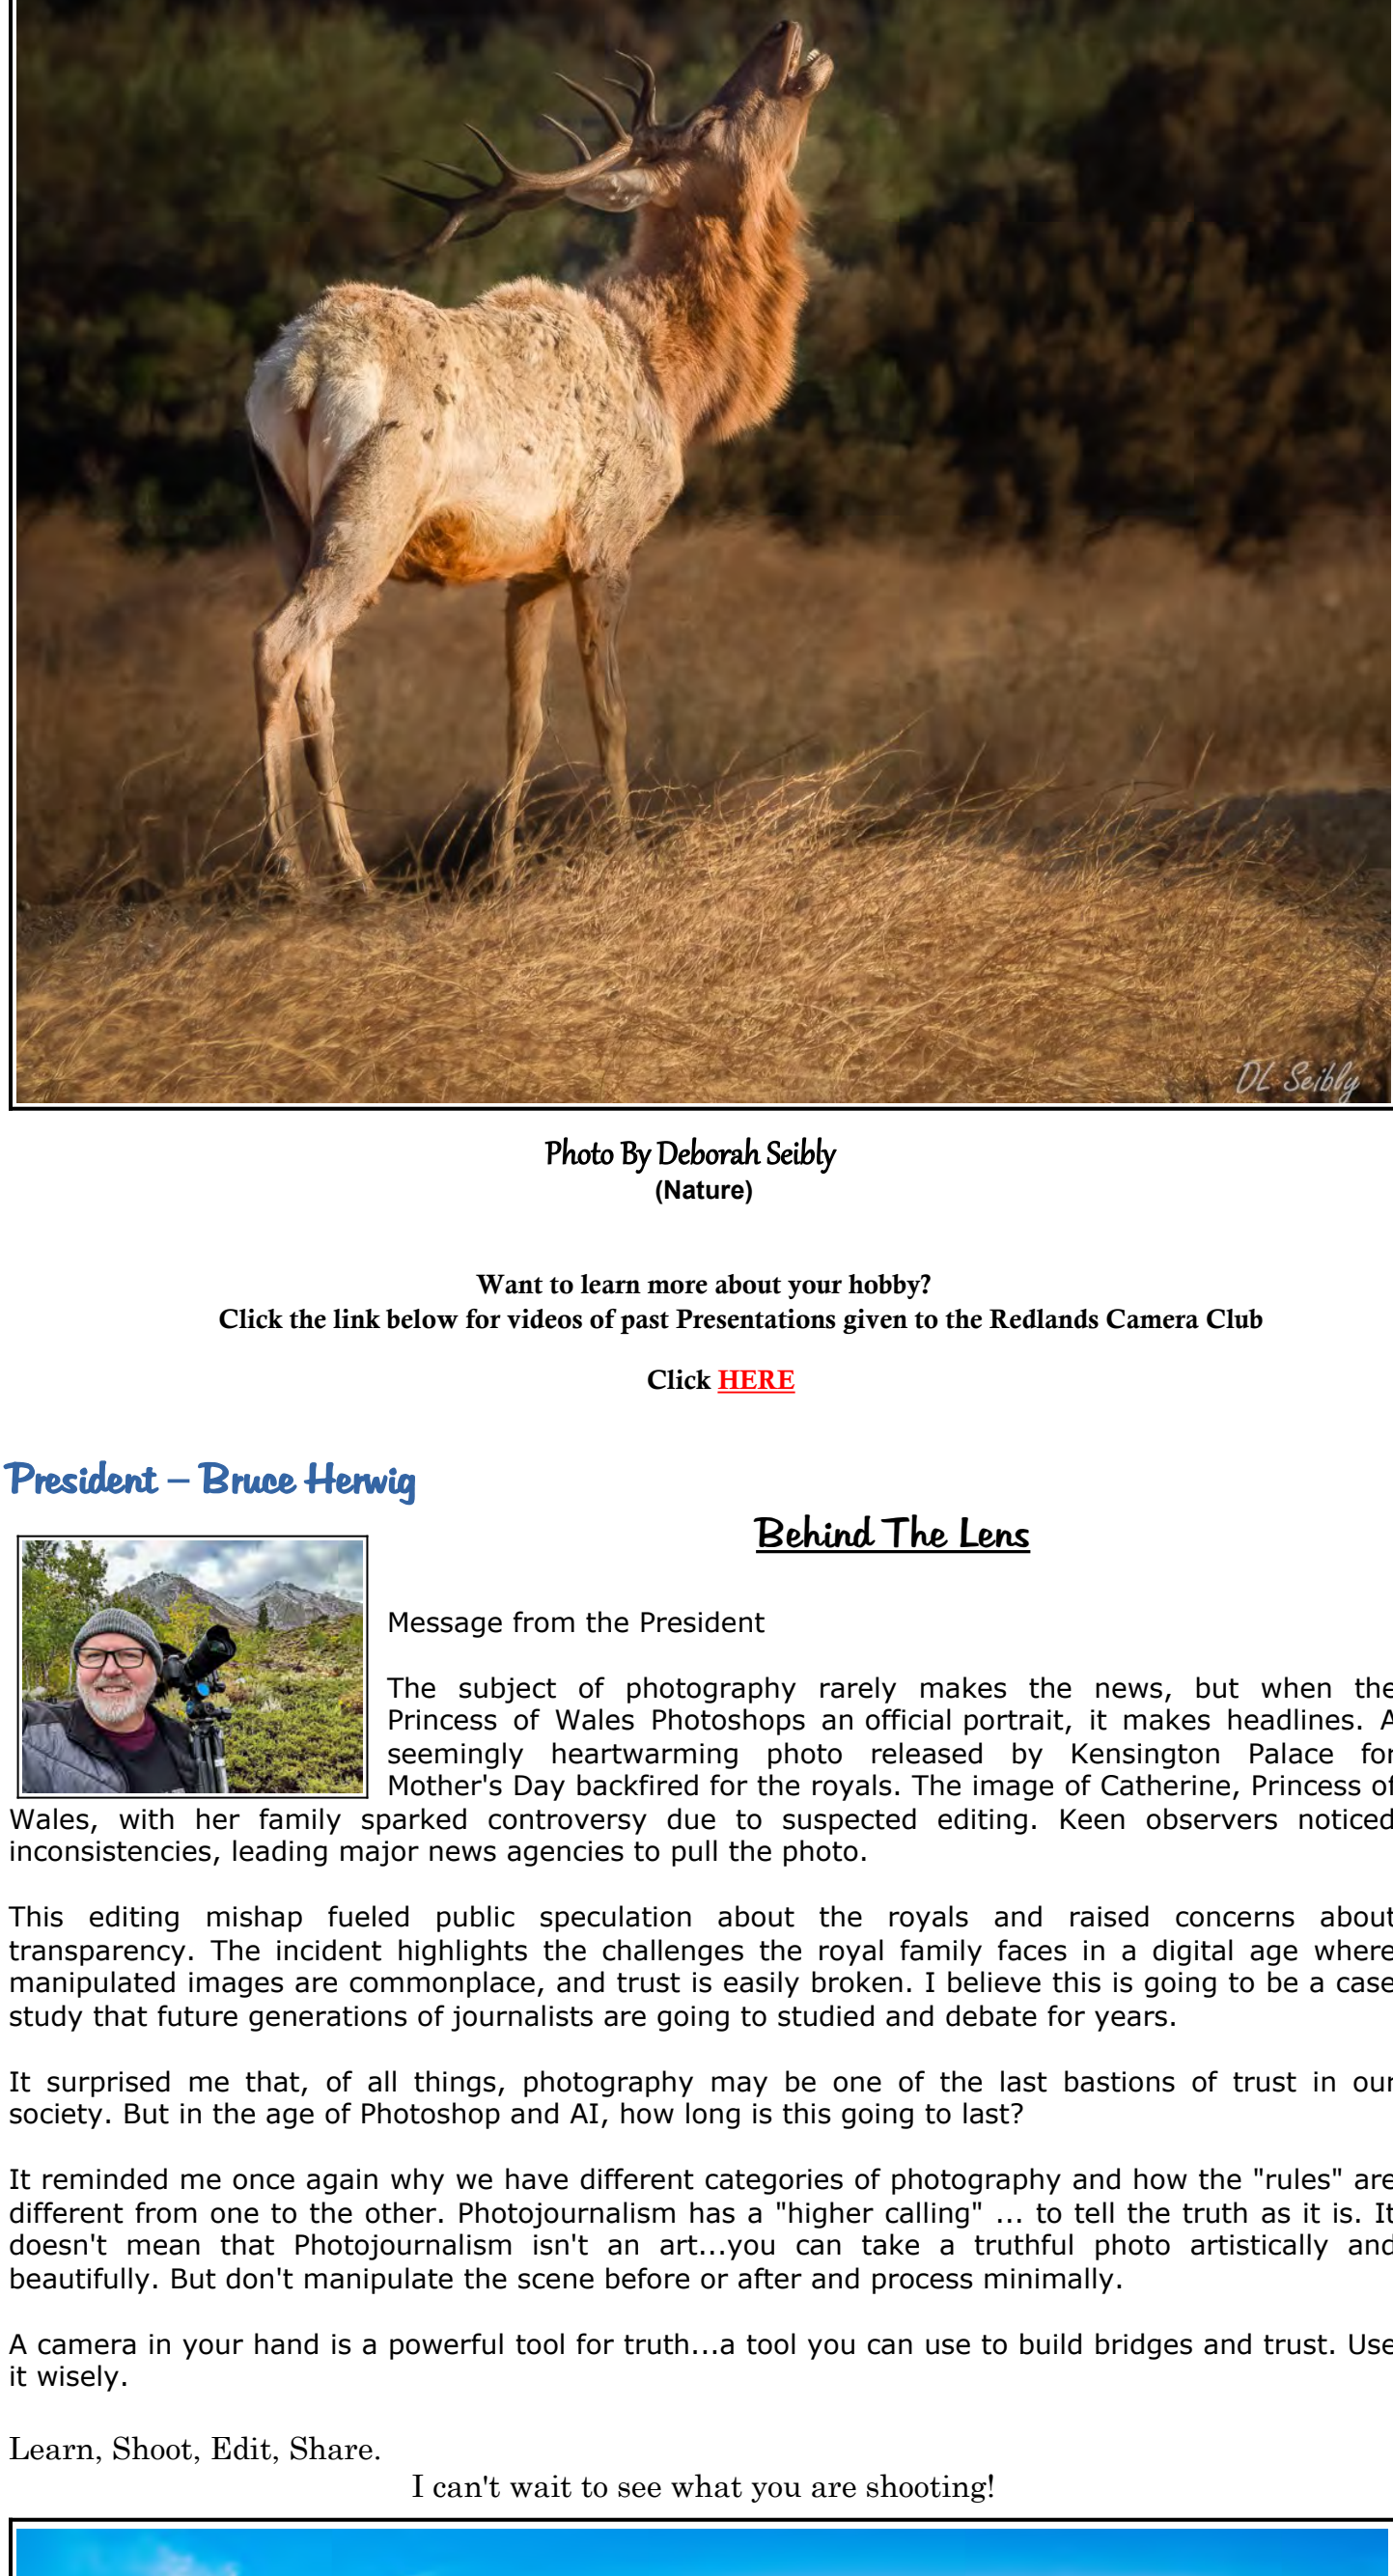 DL Seibly
Photo By Deborah Seibly
(Nature)
Want to learn more about your hobby?
Click the link below for videos of past Presentations given to the Redlands Camera Club
Click HERE
President – Bruce Herwig
Behind The Lens
Message from the President
The subject of photography rarely makes the news, but when the
Princess of Wales Photoshops an official portrait, it makes headlines. A
seemingly heartwarming photo released by Kensington Palace for
Mother's Day backfired for the royals. The image of Catherine, Princess of
Wales, with her family sparked controversy due to suspected editing. Keen observers noticed
inconsistencies, leading major news agencies to pull the photo.
This editing mishap fueled public speculation about the royals and raised concerns about
transparency. The incident highlights the challenges the royal family faces in a digital age where
manipulated images are commonplace, and trust is easily broken. I believe this is going to be a case
study that future generations of journalists are going to studied and debate for years.
It surprised me that, of all things, photography may be one of the last bastions of trust in our
society. But in the age of Photoshop and AI, how long is this going to last?
It reminded me once again why we have different categories of photography and how the "rules" are
different from one to the other. Photojournalism has a "higher calling" ... to tell the truth as it is. It
doesn't mean that Photojournalism isn't an art...you can take a truthful photo artistically and
beautifully. But don't manipulate the scene before or after and process minimally.
A camera in your hand is a powerful tool for truth...a tool you can use to build bridges and trust. Use
it wisely.
Learn, Shoot, Edit, Share.
I can't wait to see what you are shooting!